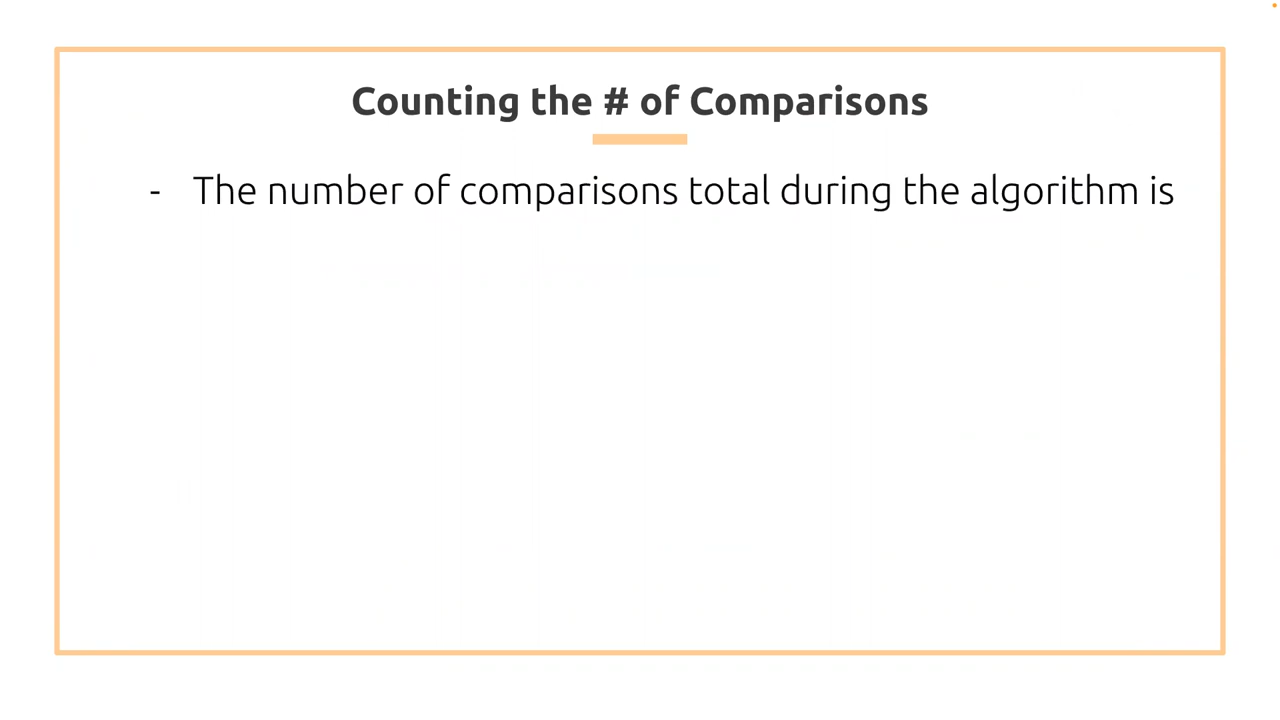 Counting the # of Comparisons
- The number of comparisons total during the algorithm is